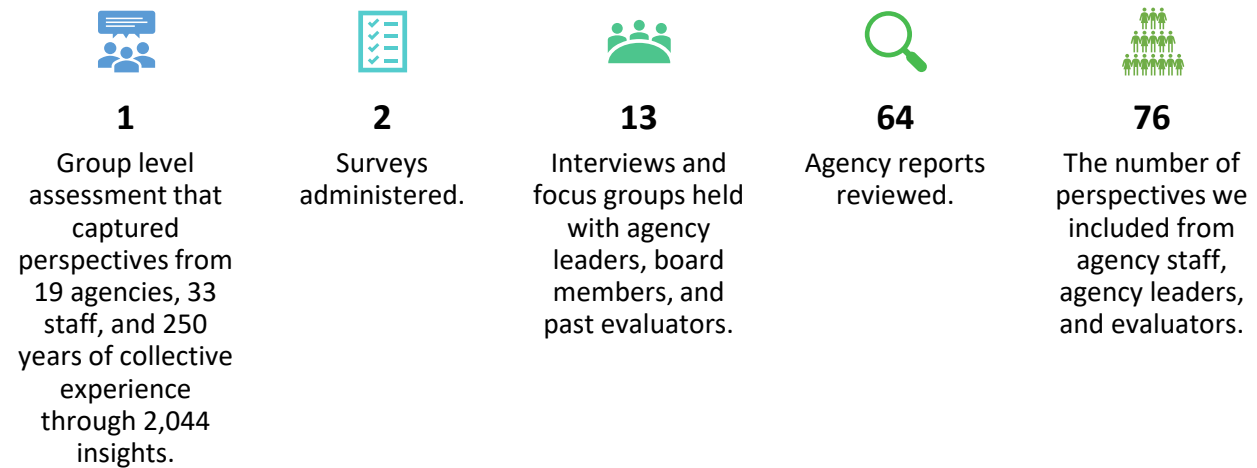 1
Group level
assessment that
captured
perspectives from
19 agencies, 33
staff, and 250
years of collective
experience
through 2,044
insights.
2
Surveys
administered.
13
Interviews and
focus groups held
with agency
leaders, board
members, and
past evaluators.
64
Agency reports
reviewed.
76
The number of
perspectives we
included from
agency staff,
agency leaders,
and evaluators.